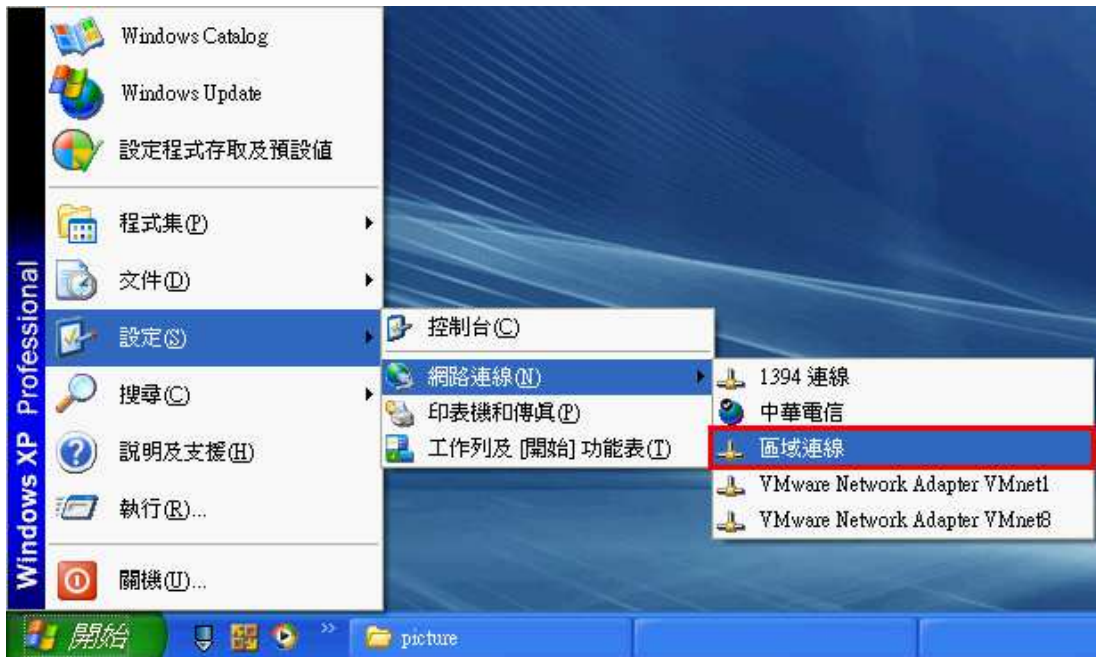 Windows Catalog
Windows Update
設定程式存取及預設值
程式集(P)
文件(D)
設定(S)
搜尋(C)
說明及支援(H)
執行(R)...
關機(U)...
Windows XP Professional
控制台(C)
網路連線(N)
印表機和傳真(P)
工作列及 [開始] 功能表(T)
1394 連線
中華電信
區域連線
VMware Network Adapter VMnet1
VMware Network Adapter VMnet8
開始
picture